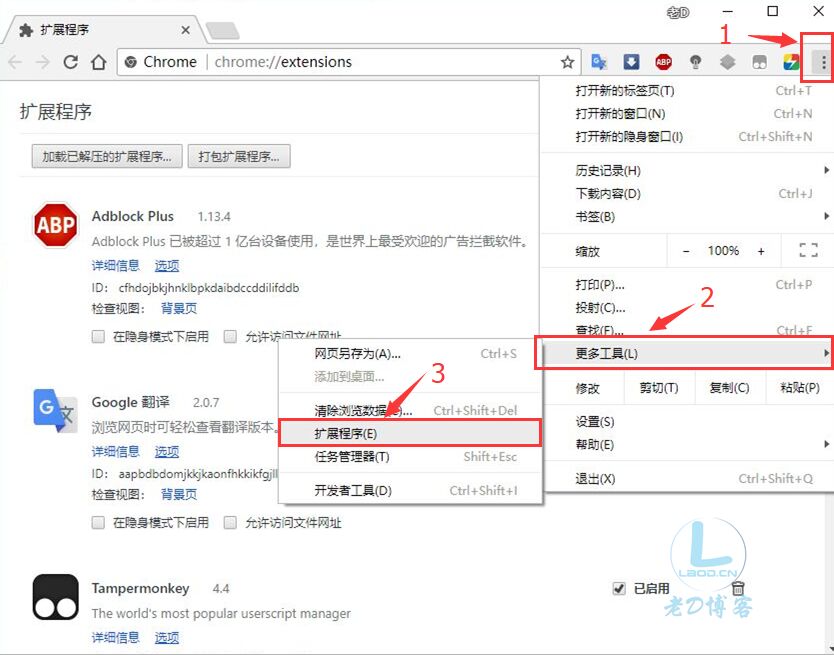 老D
扩展程序
1
Chrome
chrome://extensions
ABP
扩展程序
加载已解压的扩展程序...
打包扩展程序...
打开新的标签页(T) Ctrl+T
打开新的窗口(N) Ctrl+N
打开新的隐身窗口(I) Ctrl+Shift+N
历史记录(H)
下载内容(D) Ctrl+J
书签(B)
缩放 - 100% +
打印(P)... Ctrl+P
投射(C)...
查找(F)... Ctrl+F
2
更多工具(L)
修改 剪切(T) 复制(C) 粘贴(P)
设置(S)
帮助(E)
退出(X) Ctrl+Shift+Q
网页另存为(A)... Ctrl+S
添加到桌面...
3
清除浏览数据 Ctrl+Shift+Del
扩展程序(E)
任务管理器(T) Shift+Esc
开发者工具(D) Ctrl+Shift+I
ABP
Adblock Plus 1.13.4
Adblock Plus 已被超过 1 亿台设备使用，是世界上最受欢迎的广告拦截软件。
详细信息 选项
ID: cfhdojbkjhnklbpkdaibdccddilifddb
检查视图: 背景页
在隐身模式下启用 允许访问文件网址
G 文
Google 翻译 2.0.7
浏览网页时可轻松查看翻译版本。
详细信息 选项
ID: aapbdbdomjkkjkaonfhkkikfgjll
检查视图: 背景页
在隐身模式下启用 允许访问文件网址
Tampermonkey 4.4
The world's most popular userscript manager
详细信息 选项
已启用
L
LAOD.CN
老D博客